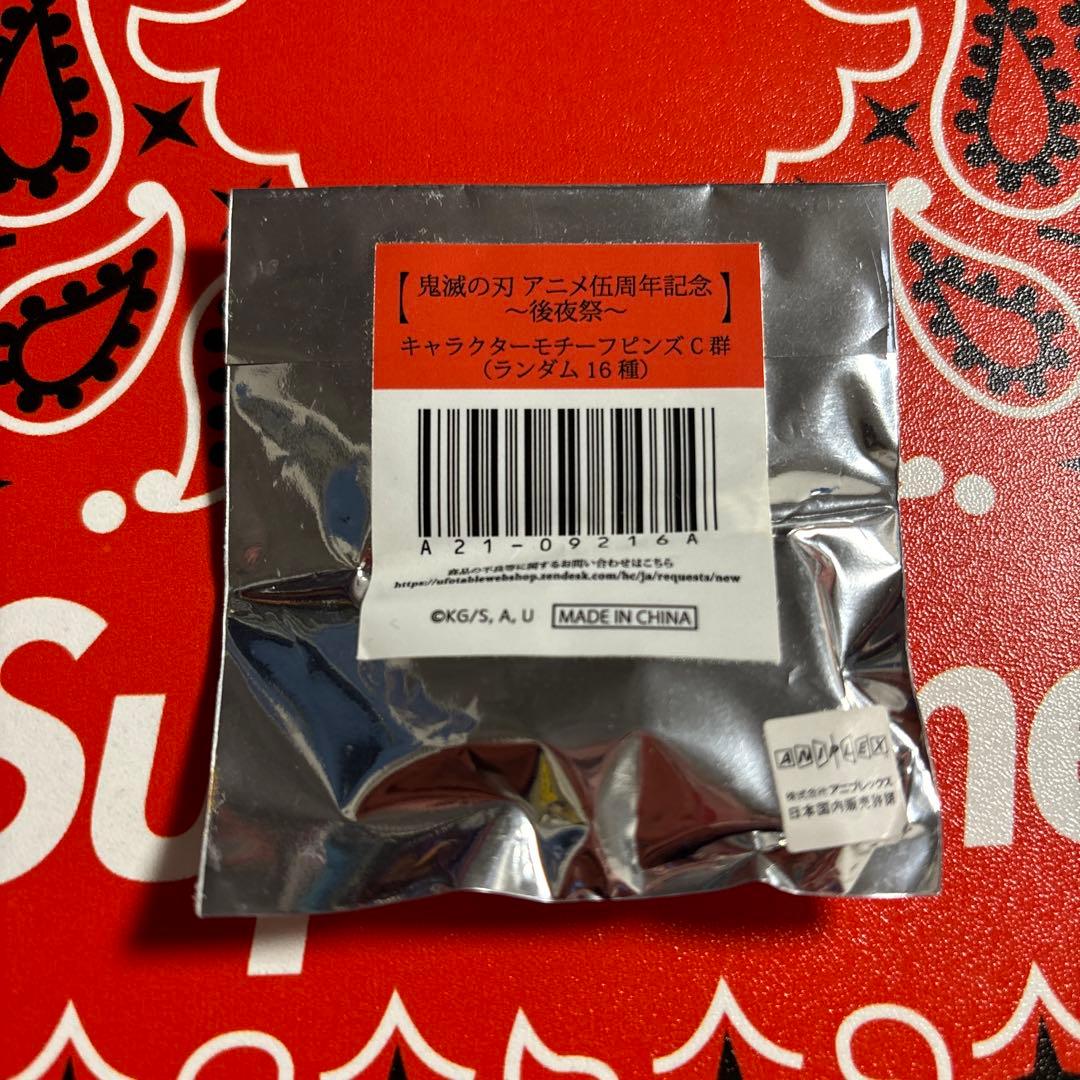 【鬼滅の刃 アニメ伍周年記念
～後夜祭～】
キャラクターモチーフピンズ C 群
（ランダム 16 種）
A21-09216A
商品の不良等に関するお問い合わせはこちら
https://ufotablewebshop.zendesk.com/hc/ja/requests/new
©KG/S, A, U MADE IN CHINA
ANIPLEX
株式会社アニプレックス
日本国内販売許諾